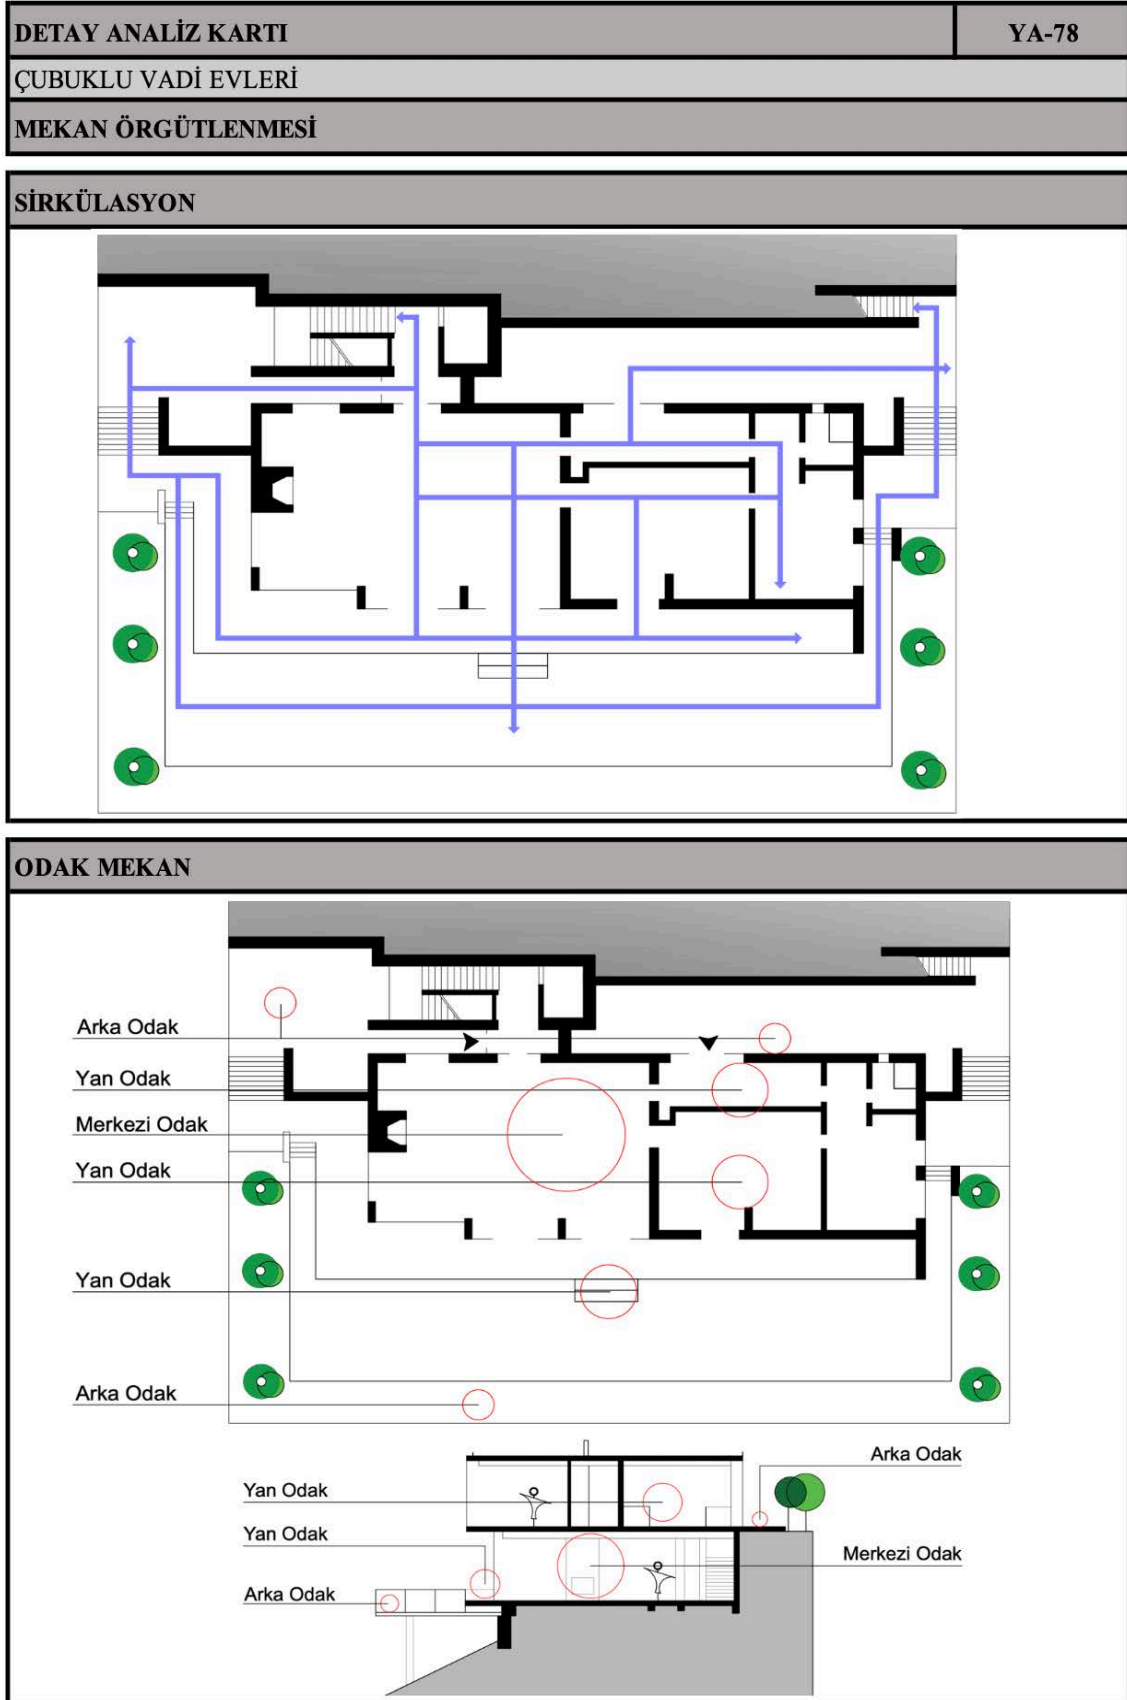 DETAY ANALİZ KARTI
YA-78
ÇUBUKLU VADİ EVLERİ
MEKAN ÖRGÜTLENMESİ
SİRKÜLASYON
ODAK MEKAN
Arka Odak
Yan Odak
Merkezi Odak
Yan Odak
Yan Odak
Arka Odak
Arka Odak
Yan Odak
Yan Odak
Merkezi Odak
Arka Odak